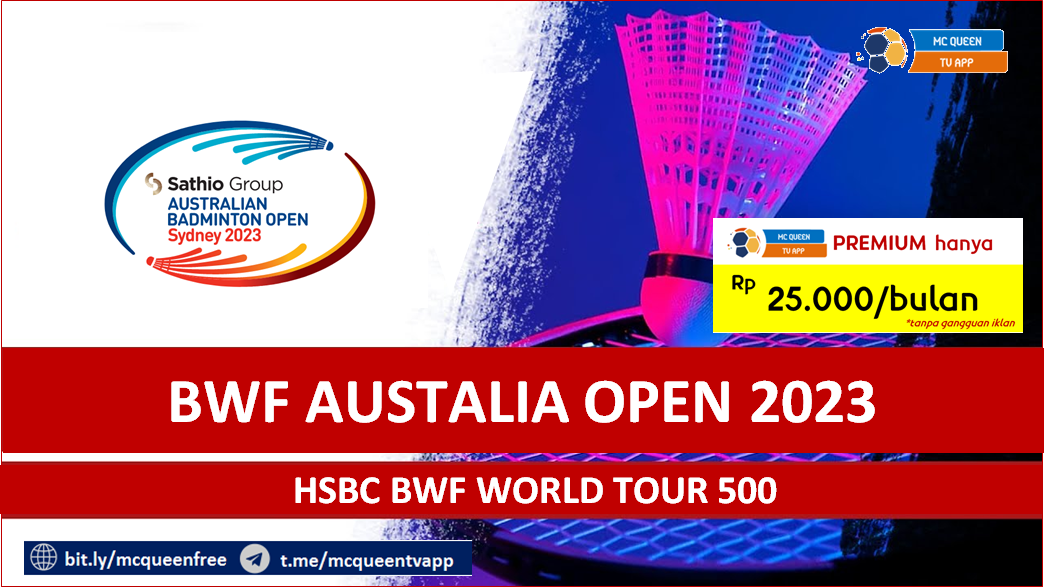 MC QUEEN
TV APP
Sathio Group
AUSTRALIAN
BADMINTON OPEN
Sydney 2023
MC QUEEN
TV APP
PREMIUM hanya
Rp 25.000/bulan
*tanpa gangguan iklan
BWF AUSTALIA OPEN 2023
HSBC BWF WORLD TOUR 500
bit.ly/mcqueenfree t.me/mcqueentvapp